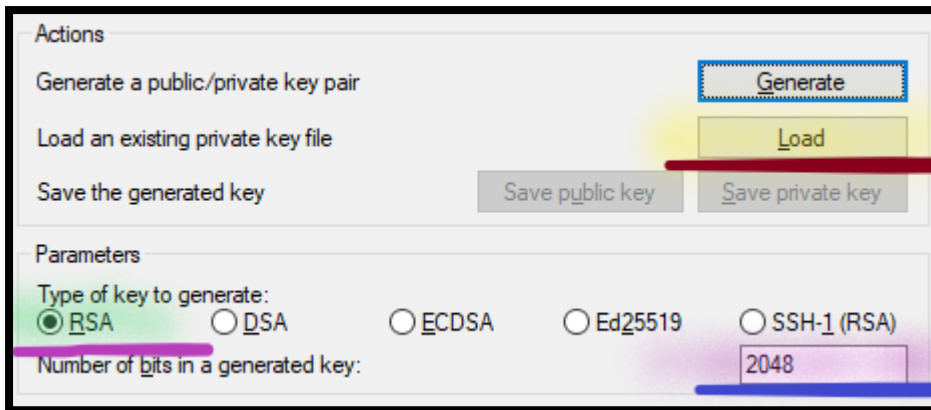 Actions
Generate a public/private key pair Generate
Load an existing private key file Load
Save the generated key Save public key Save private key
Parameters
Type of key to generate:
RSA DSA ECDSA Ed25519 SSH-1 (RSA)
Number of bits in a generated key: 2048